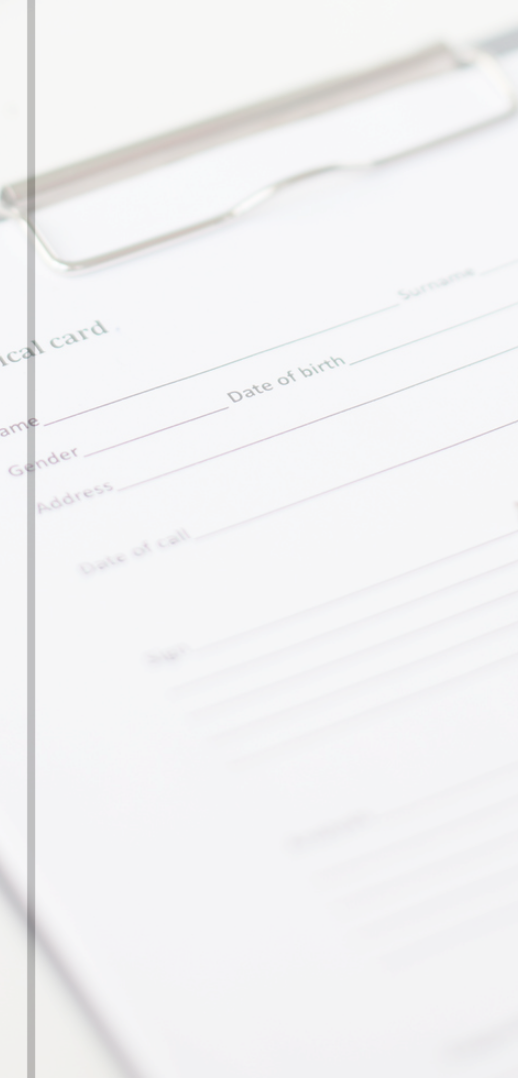 ical card
ame Surname
Gender Date of birth
Address
Date of call
Sign